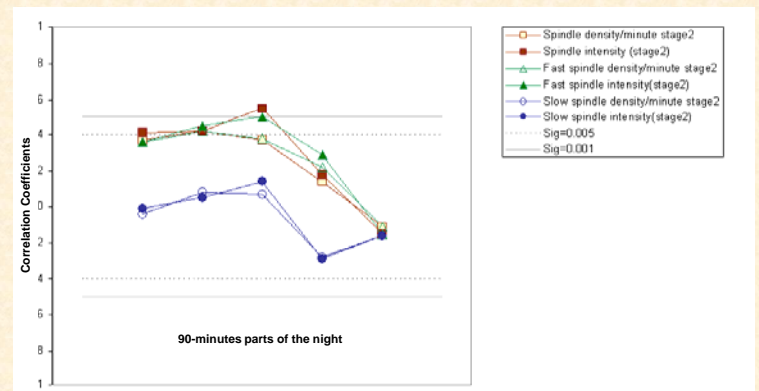 1
8
6
4
2
0
2
4
6
8
1
Correlation Coefficients
90-minutes parts of the night
Spindle density/minute stage2
Spindle intensity (stage2)
Fast spindle density/minute stage2
Fast spindle intensity(stage2)
Slow spindle density/minute stage2
Slow spindle intensity(stage2)
Sig=0.005
Sig=0.001